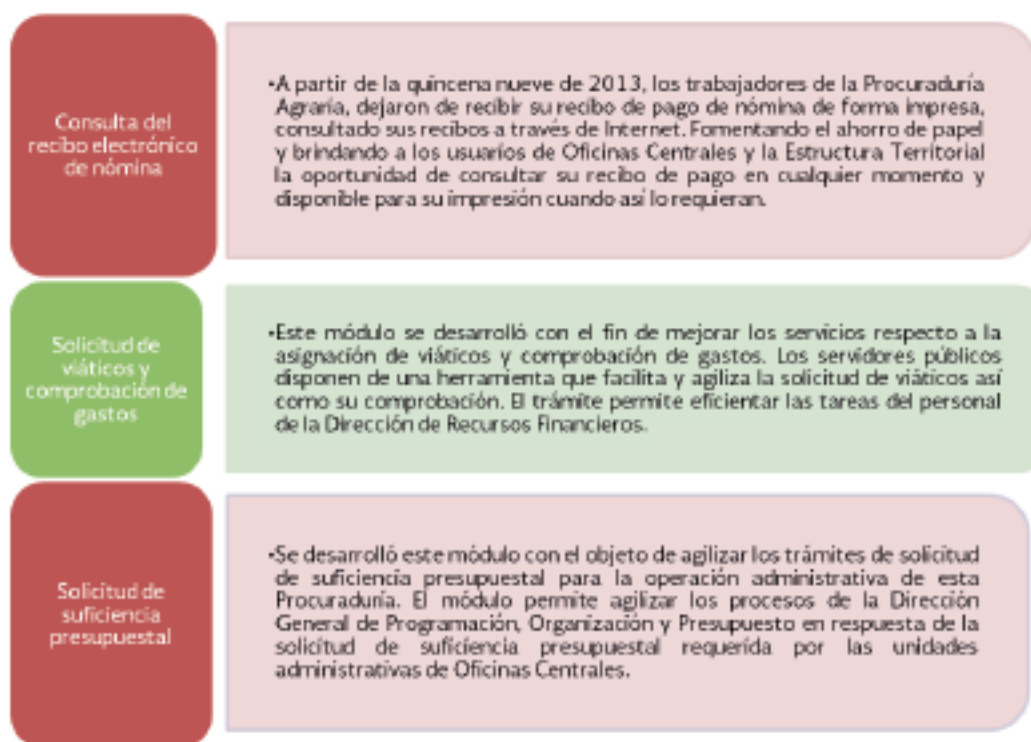 Consulta del
recibo electrónico
de nómina
•A partir de la quincena nueve de 2013, los trabajadores de la Procuraduría
Agraria, dejaron de recibir su recibo de pago de nómina de forma impresa,
consultado sus recibos a través de Internet. Fomentando el ahorro de papel
y brindando a los usuarios de Oficinas Centrales y la Estructura Territorial
la oportunidad de consultar su recibo de pago en cualquier momento y
disponible para su impresión cuando así lo requieran.
Solicitud de
viáticos y
comprobación de
gastos
•Este módulo se desarrolló con el fin de mejorar los servicios respecto a la
asignación de viáticos y comprobación de gastos. Los servidores públicos
disponen de una herramienta que facilita y agiliza la solicitud de viáticos así
como su comprobación. El trámite permite eficientar las tareas del personal
de la Dirección de Recursos Financieros.
Solicitud de
suficiencia
presupuestal
•Se desarrolló este módulo con el objeto de agilizar los trámites de solicitud
de suficiencia presupuestal para la operación administrativa de esta
Procuraduría. El módulo permite agilizar los procesos de la Dirección
General de Programación, Organización y Presupuesto en respuesta de la
solicitud de suficiencia presupuestal requerida por las unidades
administrativas de Oficinas Centrales.